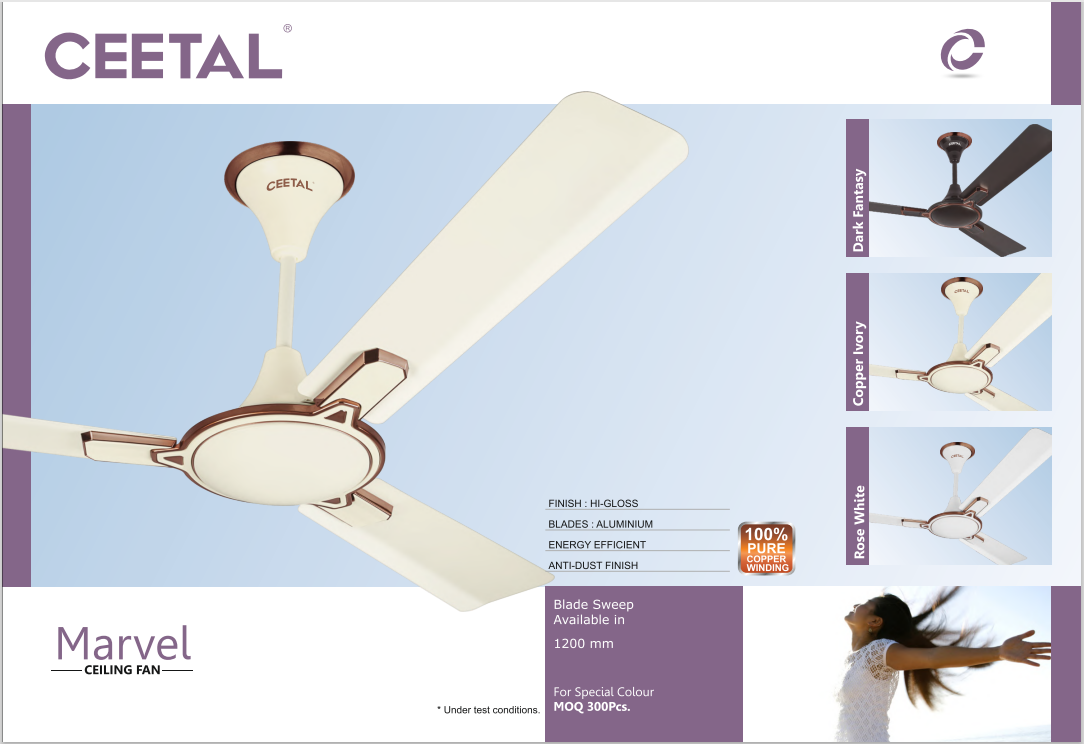 CEETAL®
CEETAL
Dark Fantasy
CEETAL
Copper Ivory
CEETAL
Rose White
CEETAL
FINISH : HI-GLOSS
BLADES : ALUMINIUM
ENERGY EFFICIENT
ANTI-DUST FINISH
100%
PURE
COPPER
WINDING
Marvel
CEILING FAN
* Under test conditions.
Blade Sweep
Available in
1200 mm
For Special Colour
MOQ 300Pcs.